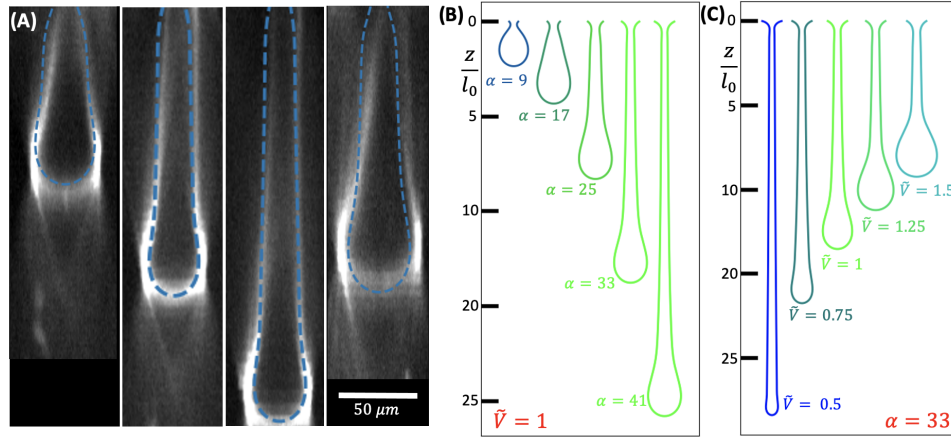 (A)
50 μm
(B)
0
z
l₀
5
10
20
25
α = 9
α = 17
α = 25
α = 33
α = 41
Ṽ = 1
(C)
0
z
l₀
5
10
20
25
Ṽ = 0.5
Ṽ = 0.75
Ṽ = 1
Ṽ = 1.25
Ṽ = 1.5
α = 33